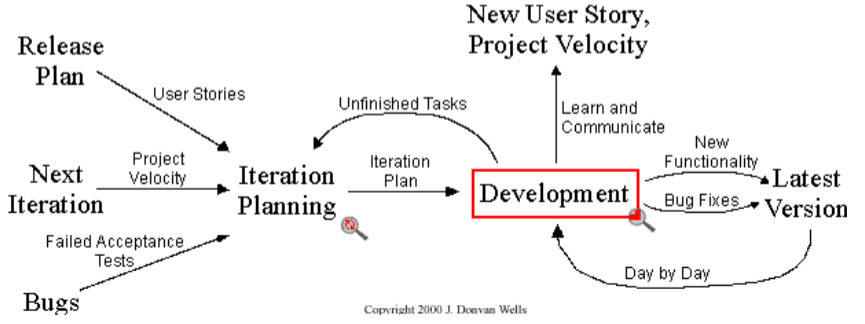 New User Story,
Project Velocity
Release
Plan
User Stories
Unfinished Tasks
Learn and
Communicate
New
Functionality
Project
Velocity
Iteration
Plan
Next
Iteration
Iteration
Planning
Development
Latest
Version
Bug Fixes
Failed Acceptance
Tests
Day by Day
Bugs
Copyright 2000 J. Donvan Wells